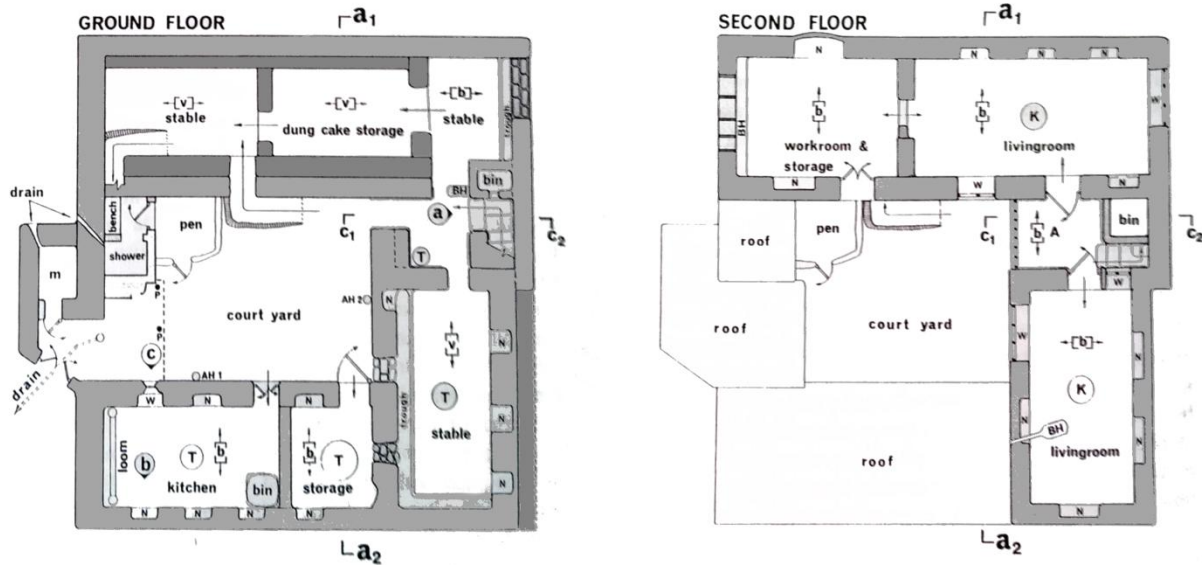 GROUND FLOOR
a1
[v]
stable
[v]
dung cake storage
[b]
stable
trough
bin
BH
a
drain
bench
pen
shower
m
P
P
c1
c2
T
N
AH 2
court yard
C
drain
AH 1
W
N
N
loom
b
T
b
kitchen
bin
b
T
storage
N
N
N
N
trough
v
T
stable
N
N
N
a2
SECOND FLOOR
a1
N
N
N
N
BH
b
workroom &
storage
N
b
K
livingroom
W
W
N
roof
pen
c1
b
A
bin
c2
W
roof
court yard
W
[b]
N
K
N
BH
N
livingroom
roof
N
a2